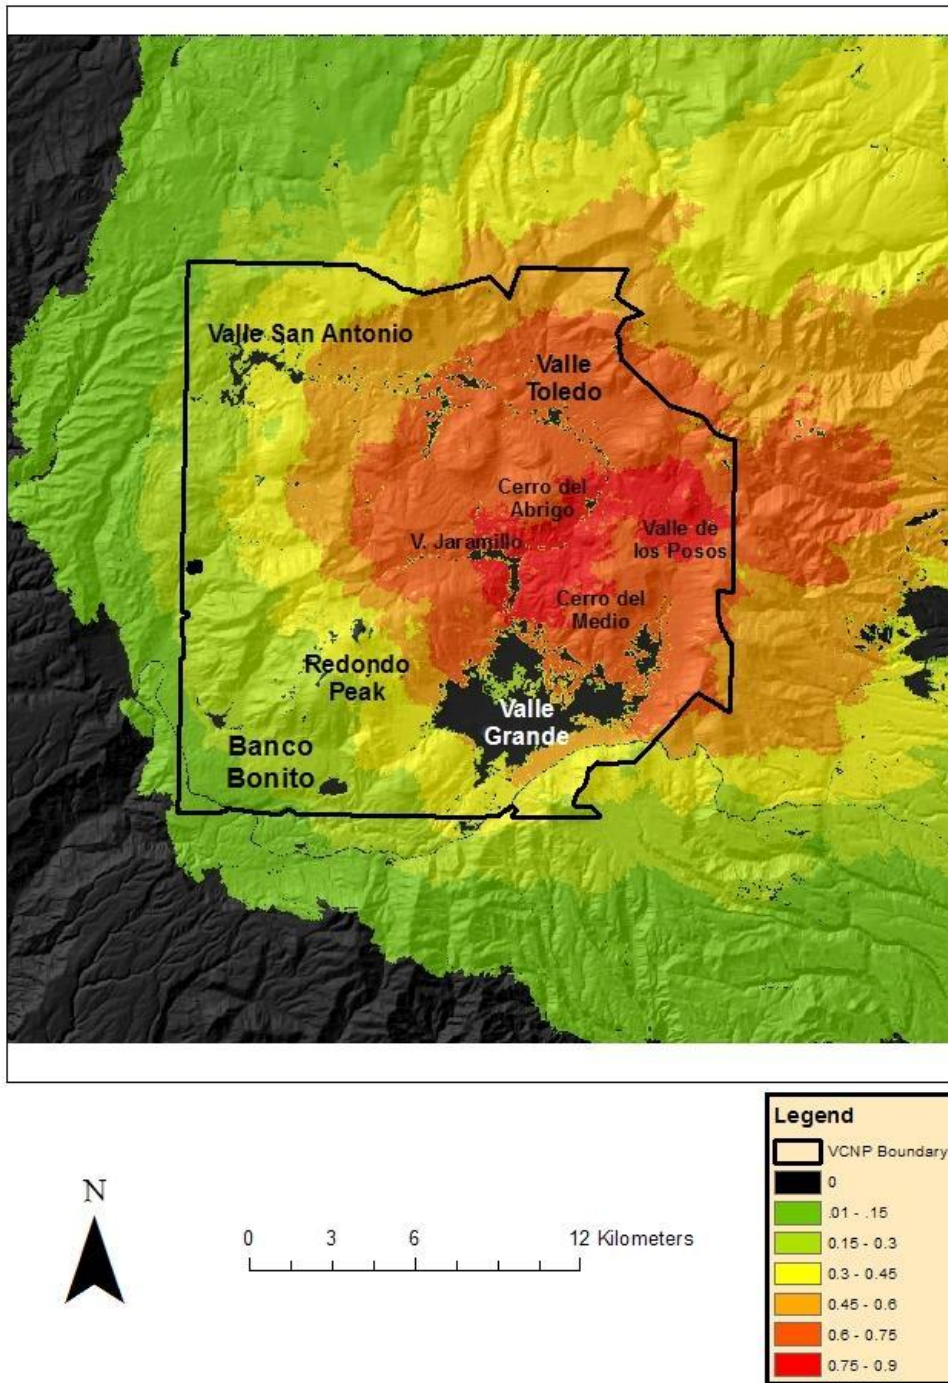 Valle San Antonio
Valle
Toledo
Cerro del
Abrigo
V. Jaramillo
Valle de
los Posos
Cerro del
Medio
Redondo
Peak
Valle
Grande
Banco
Bonito
N
0 3 6 12 Kilometers
Legend
VCNP Boundary
0
.01 - .15
0.15 - 0.3
0.3 - 0.45
0.45 - 0.6
0.6 - 0.75
0.75 - 0.9